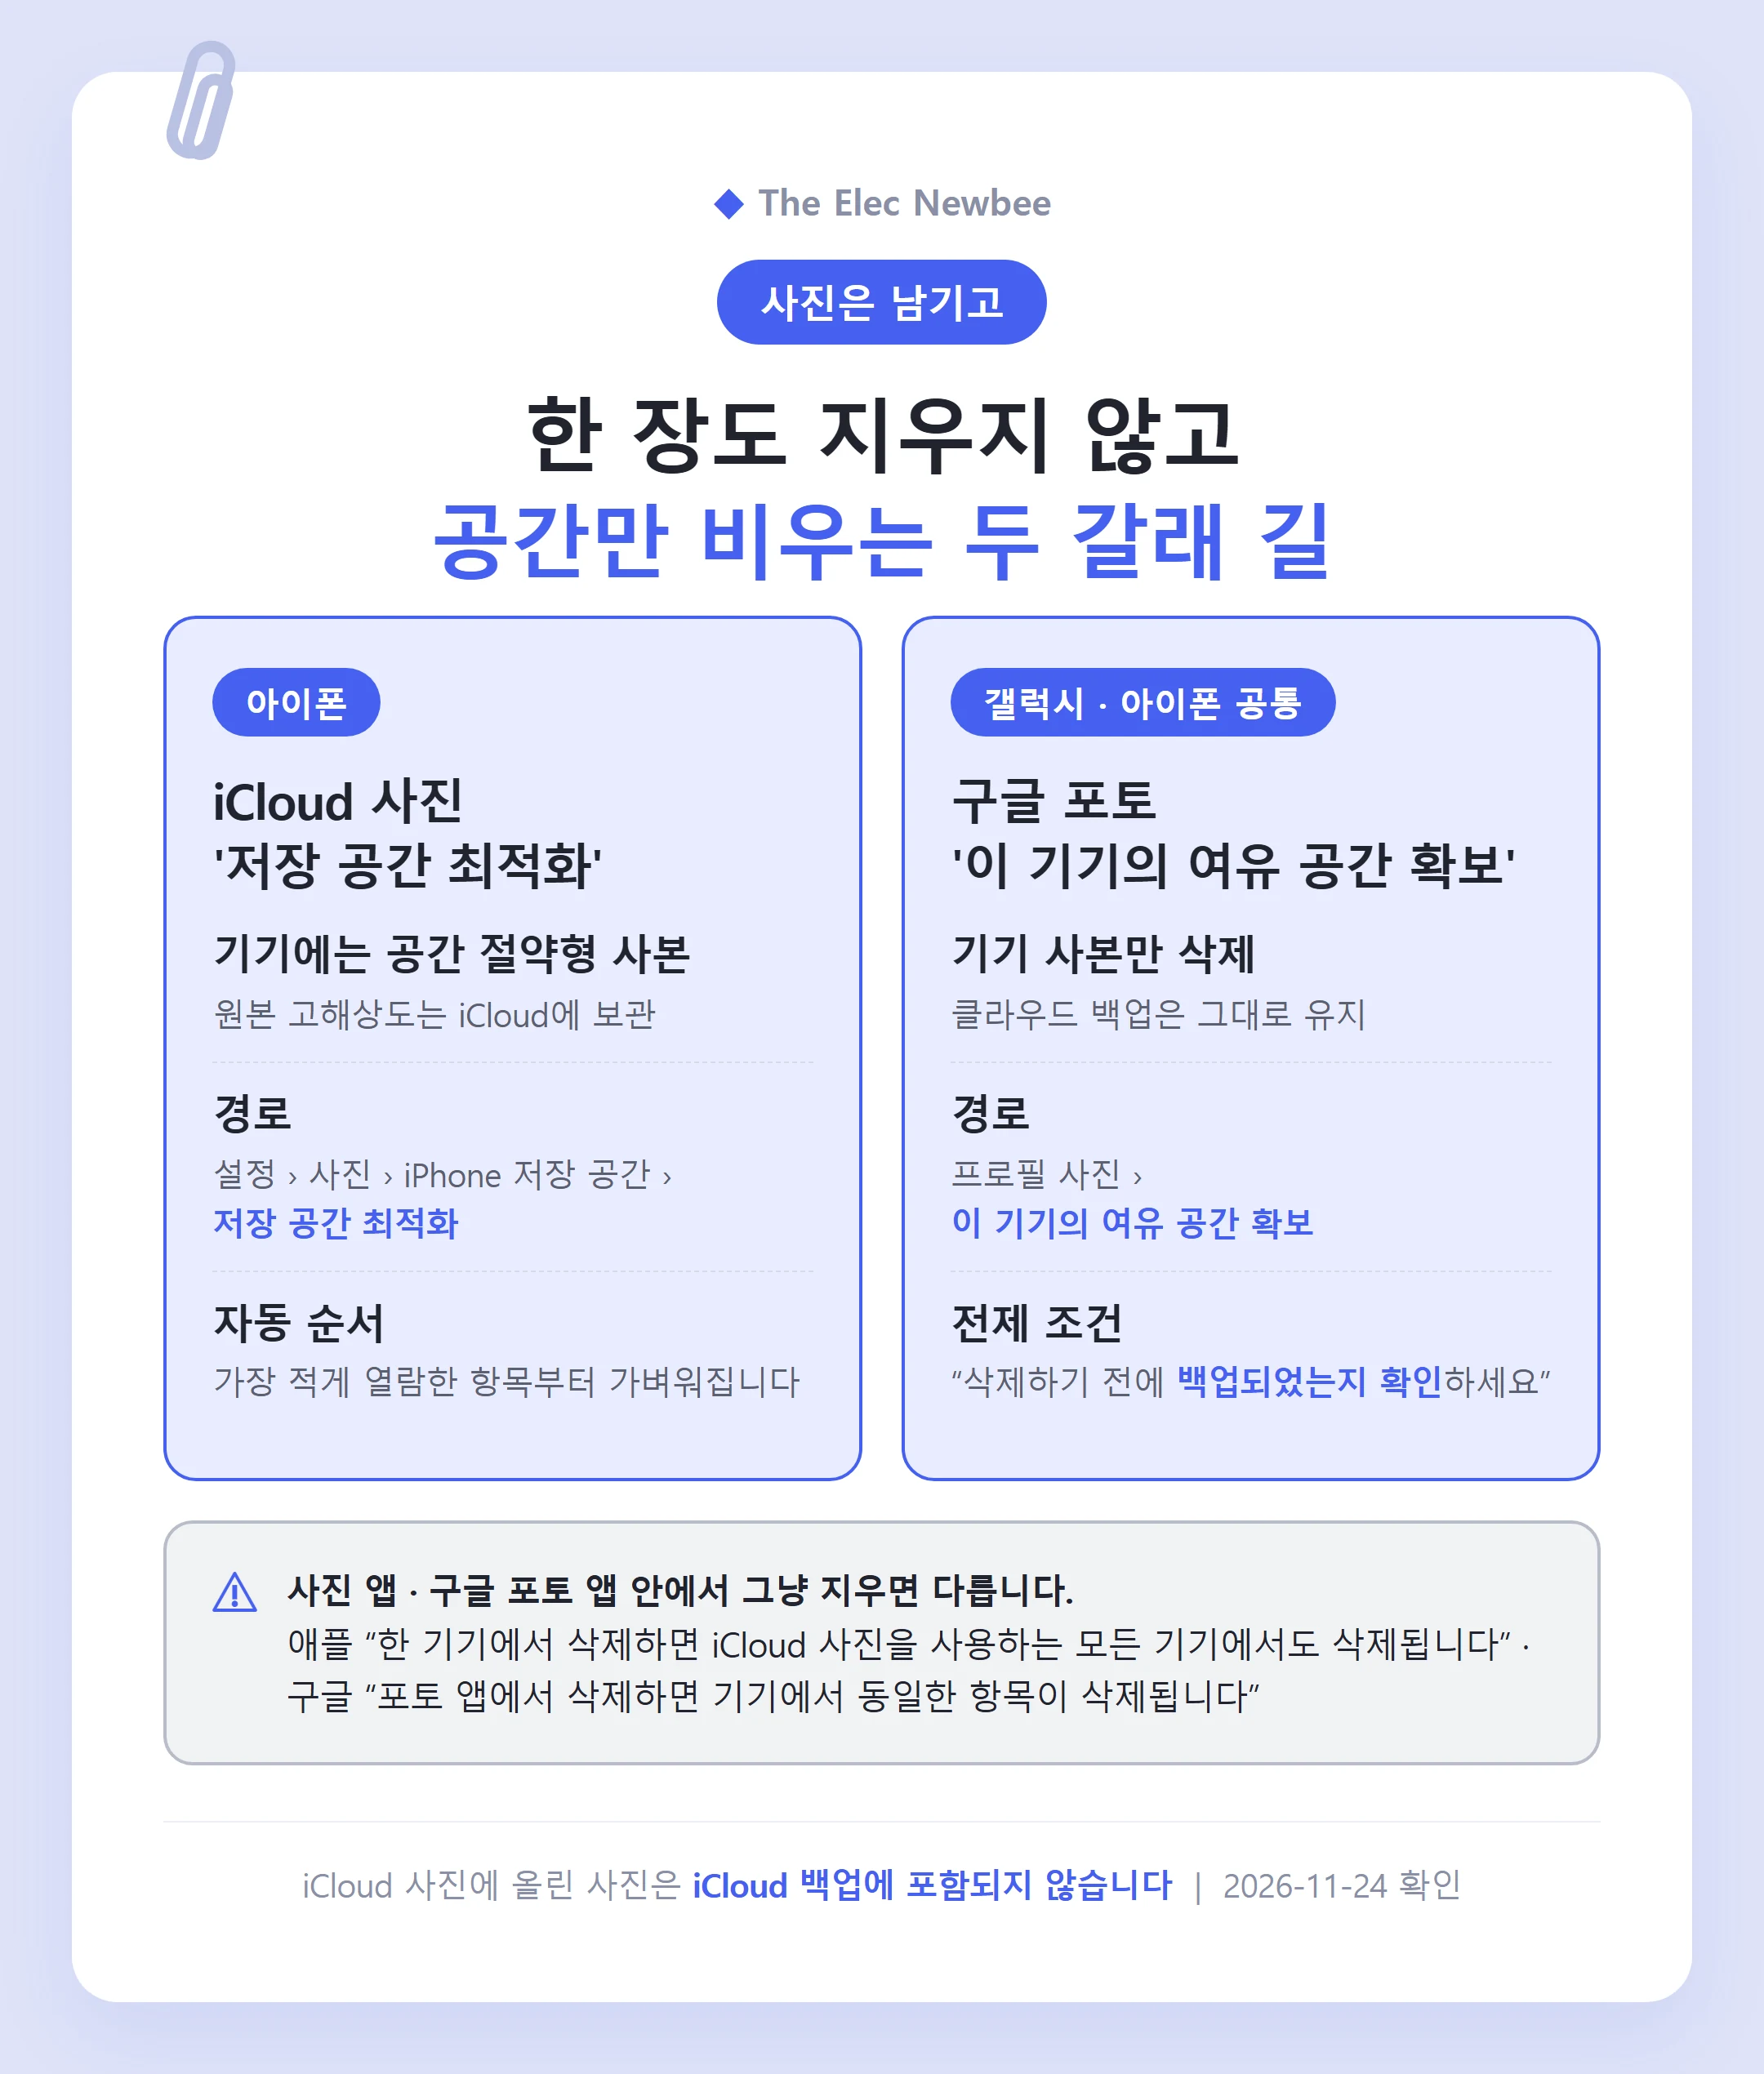 The Elec Newbee
사진은 남기고
한 장도 지우지 않고
공간만 비우는 두 갈래 길
아이폰
iCloud 사진
'저장 공간 최적화'
기기에는 공간 절약형 사본
원본 고해상도는 iCloud에 보관
경로
설정 › 사진 › iPhone 저장 공간 ›
저장 공간 최적화
자동 순서
가장 적게 열람한 항목부터 가벼워집니다
갤럭시 · 아이폰 공통
구글 포토
'이 기기의 여유 공간 확보'
기기 사본만 삭제
클라우드 백업은 그대로 유지
경로
프로필 사진 ›
이 기기의 여유 공간 확보
전제 조건
“삭제하기 전에 백업되었는지 확인하세요”
사진 앱 · 구글 포토 앱 안에서 그냥 지우면 다릅니다.
애플 “한 기기에서 삭제하면 iCloud 사진을 사용하는 모든 기기에서도 삭제됩니다” ·
구글 “포토 앱에서 삭제하면 기기에서 동일한 항목이 삭제됩니다”
iCloud 사진에 올린 사진은 iCloud 백업에 포함되지 않습니다 | 2026-11-24 확인